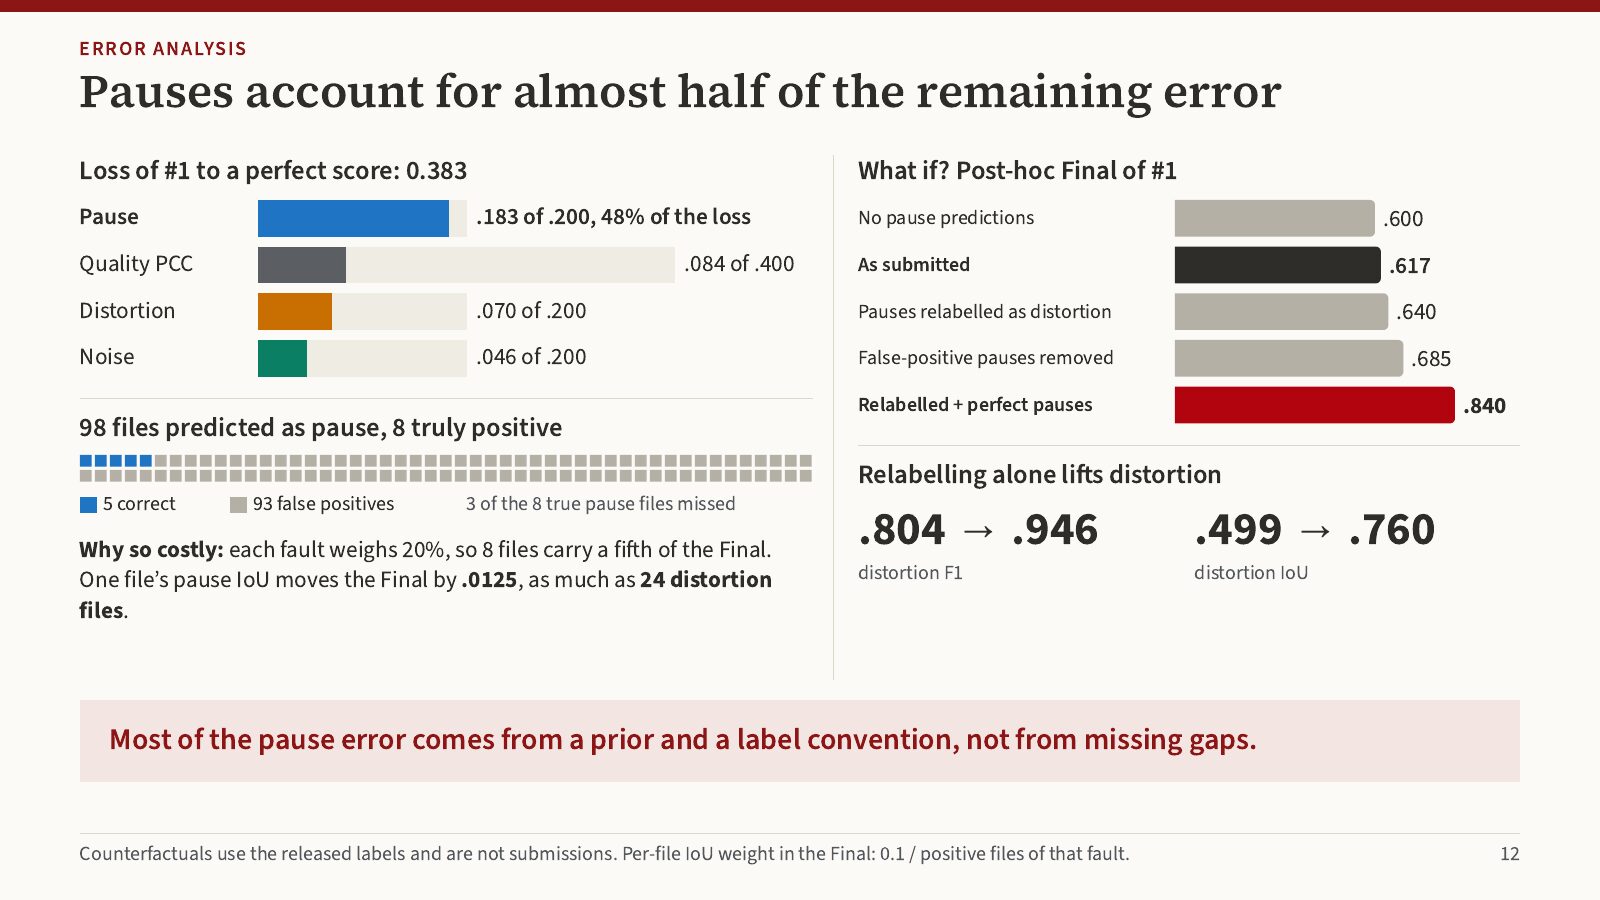 ERROR ANALYSIS
Pauses account for almost half of the remaining error
Loss of #1 to a perfect score: 0.383
Pause .183 of .200, 48% of the loss
Quality PCC .084 of .400
Distortion .070 of .200
Noise .046 of .200
98 files predicted as pause, 8 truly positive
5 correct 93 false positives 3 of the 8 true pause files missed
Why so costly: each fault weighs 20%, so 8 files carry a fifth of the Final.
One file’s pause IoU moves the Final by .0125, as much as 24 distortion
files.
What if? Post-hoc Final of #1
No pause predictions .600
As submitted .617
Pauses relabelled as distortion .640
False-positive pauses removed .685
Relabelled + perfect pauses .840
Relabelling alone lifts distortion
.804 → .946 .499 → .760
distortion F1 distortion IoU
Most of the pause error comes from a prior and a label convention, not from missing gaps.
Counterfactuals use the released labels and are not submissions. Per-file IoU weight in the Final: 0.1 / positive files of that fault. 12